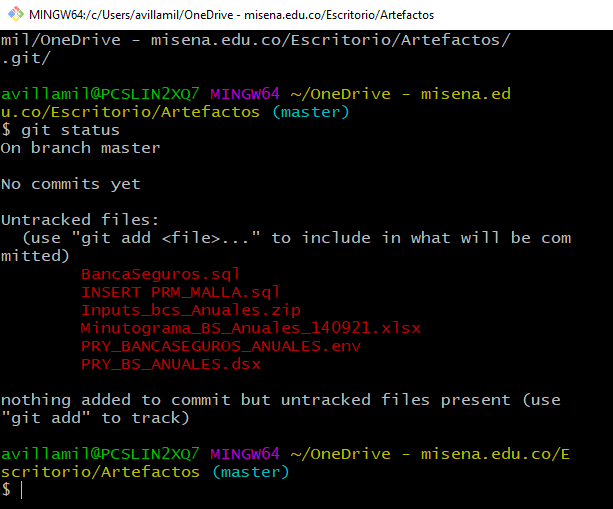 MINGW64:/c/Users/avillamil/OneDrive - misena.edu.co/Escritorio/Artefactos
mil/OneDrive - misena.edu.co/Escritorio/Artefactos/
.git/
avillamil@PCSLIN2XQ7 MINGW64 ~/OneDrive - misena.ed
u.co/Escritorio/Artefactos (master)
$ git status
On branch master
No commits yet
Untracked files:
(use "git add <file>..." to include in what will be com
mitted)
BancaSeguros.sql
INSERT PRM_MALLA.sql
Inputs_bcs_Anuales.zip
Minutograma_BS_Anuales_140921.xlsx
PRY_BANCASEGUROS_ANUALES.env
PRY_BS_ANUALES.dsx
nothing added to commit but untracked files present (use
"git add" to track)
avillamil@PCSLIN2XQ7 MINGW64 ~/OneDrive - misena.edu.co/E
scritorio/Artefactos (master)
$